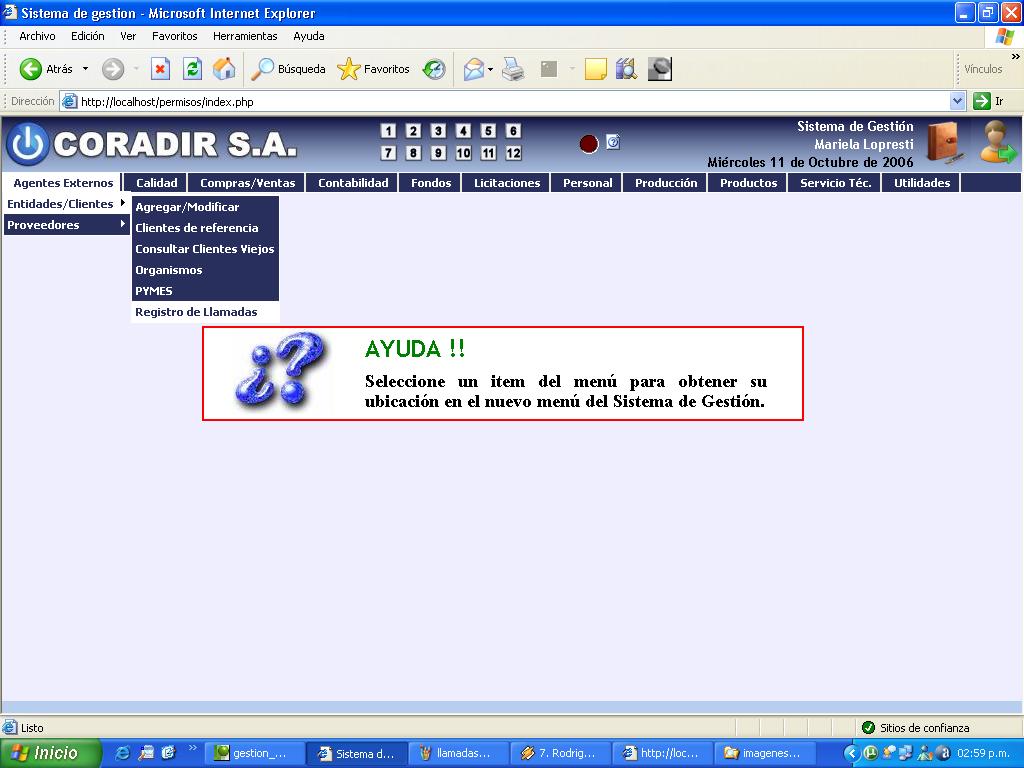 Sistema de gestion - Microsoft Internet Explorer
Archivo Edición Ver Favoritos Herramientas Ayuda
Atrás Búsqueda Favoritos Vínculos
Dirección http://localhost/permisos/index.php Ir
CORADIR S.A.
1 2 3 4 5 6
7 8 9 10 11 12
Sistema de Gestión
Mariela Lopresti
Miércoles 11 de Octubre de 2006
Agentes Externos Calidad Compras/Ventas Contabilidad Fondos Licitaciones Personal Producción Productos Servicio Téc. Utilidades
Entidades/Clientes Agregar/Modificar
Proveedores Clientes de referencia
Consultar Clientes Viejos
Organismos
PYMES
Registro de Llamadas
AYUDA !!
Seleccione un item del menú para obtener su
ubicación en el nuevo menú del Sistema de Gestión.
Listo Sitios de confianza
Inicio gestion_... Sistema d... llamadas... 7. Rodrig... http://loc... imagenes... 02:59 p.m.